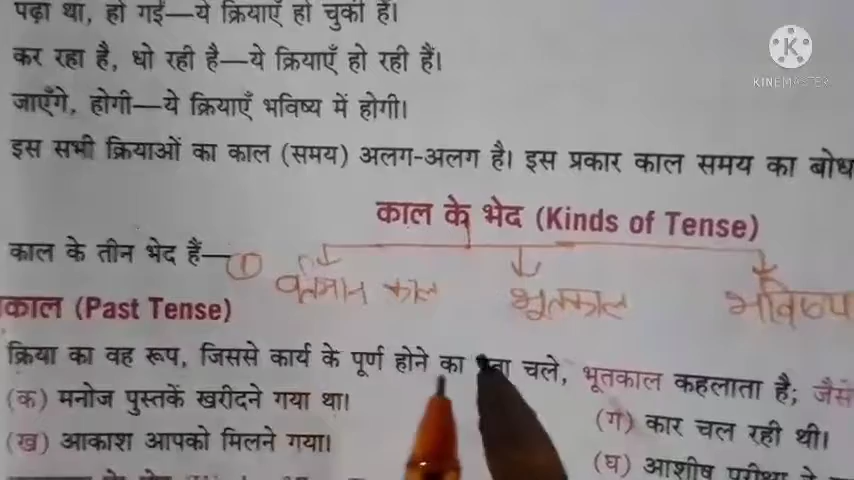 पढ़ा था, हो गई—ये क्रियाएँ हो चुकी हैं।
कर रहा है, धो रही है—ये क्रियाएँ हो रही हैं।
जाएँगे, होगी—ये क्रियाएँ भविष्य में होगी।
इस सभी क्रियाओं का काल (समय) अलग-अलग है। इस प्रकार काल समय का बोध
काल के भेद (Kinds of Tense)
काल के तीन भेद हैं—
① वर्तमान काल भूतकाल भविष्य
काल (Past Tense)
क्रिया का वह रूप, जिससे कार्य के पूर्ण होने का चले, भूतकाल कहलाता है; जैसे
(क) मनोज पुस्तकें खरीदने गया था।
(ग) कार चल रही थी।
(ख) आकाश आपको मिलने गया।
(घ) आशीष परीक्षा
KINEMASTER